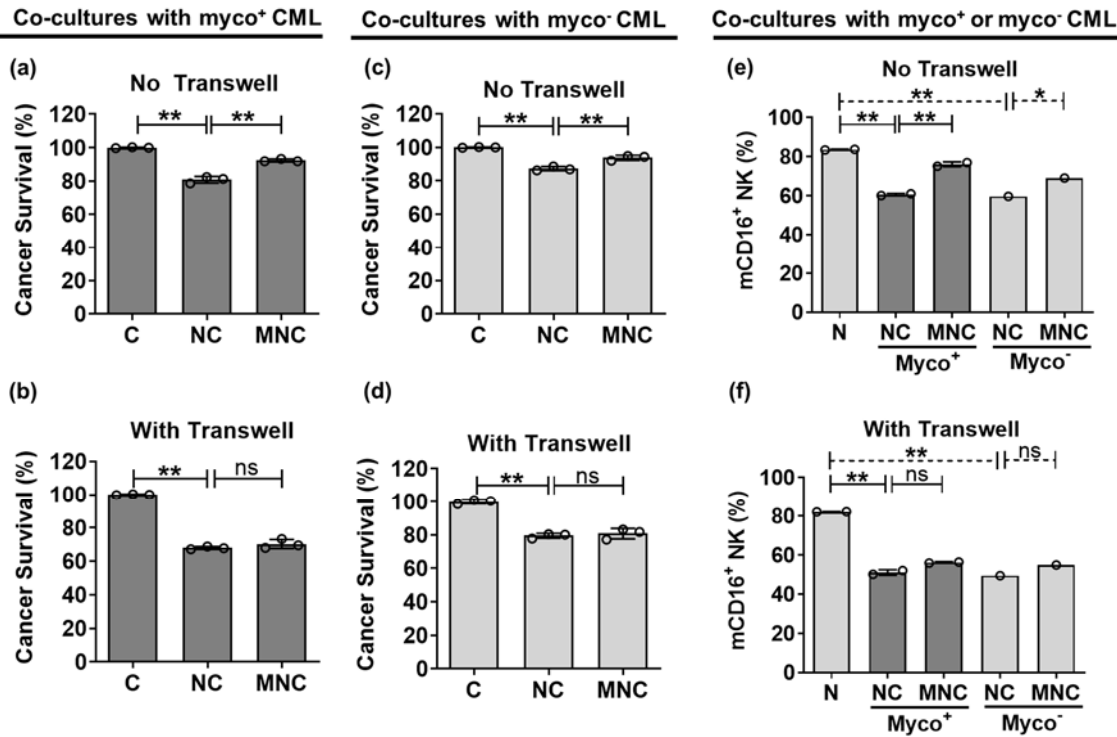 Co-cultures with myco⁺ CML
Co-cultures with myco⁻ CML
Co-cultures with myco⁺ or myco⁻ CML
(a)
No Transwell
Cancer Survival (%)
120
100
80
60
40
20
0
** **
C NC MNC
(c)
No Transwell
Cancer Survival (%)
120
100
80
60
40
20
0
** **
C NC MNC
(e)
No Transwell
mCD16⁺ NK (%)
100
80
60
40
20
0
** *
** **
N NC MNC NC MNC
Myco⁺ Myco⁻
(b)
With Transwell
Cancer Survival (%)
120
100
80
60
40
20
0
** ns
C NC MNC
(d)
With Transwell
Cancer Survival (%)
120
100
80
60
40
20
0
** ns
C NC MNC
(f)
With Transwell
mCD16⁺ NK (%)
100
80
60
40
20
0
** ns
** ns
N NC MNC NC MNC
Myco⁺ Myco⁻